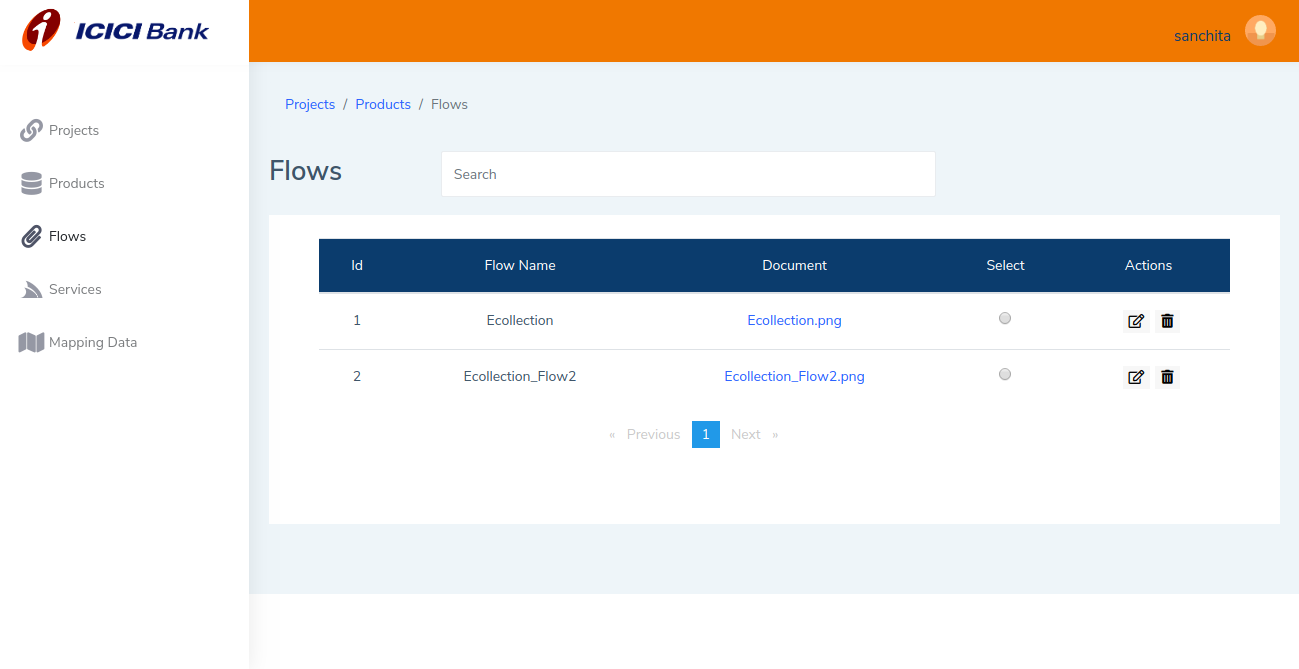 ICICI Bank
sanchita
Projects / Products / Flows
Projects
Products
Flows
Services
Mapping Data
Flows
Search
Id Flow Name Document Select Actions
1 Ecollection Ecollection.png
2 Ecollection_Flow2 Ecollection_Flow2.png
« Previous 1 Next »